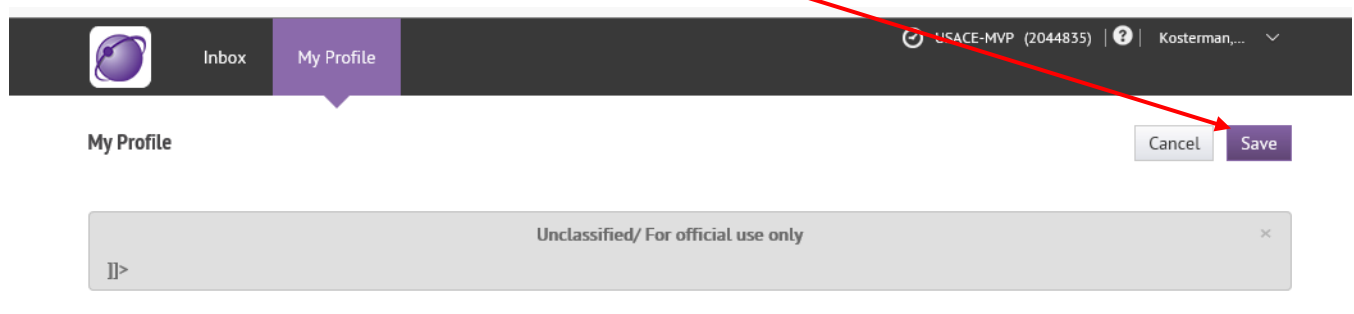 Inbox My Profile USACE-MVP (2044835) | ? | Kosterman,...
My Profile Cancel Save
Unclassified/ For official use only ×
]]>